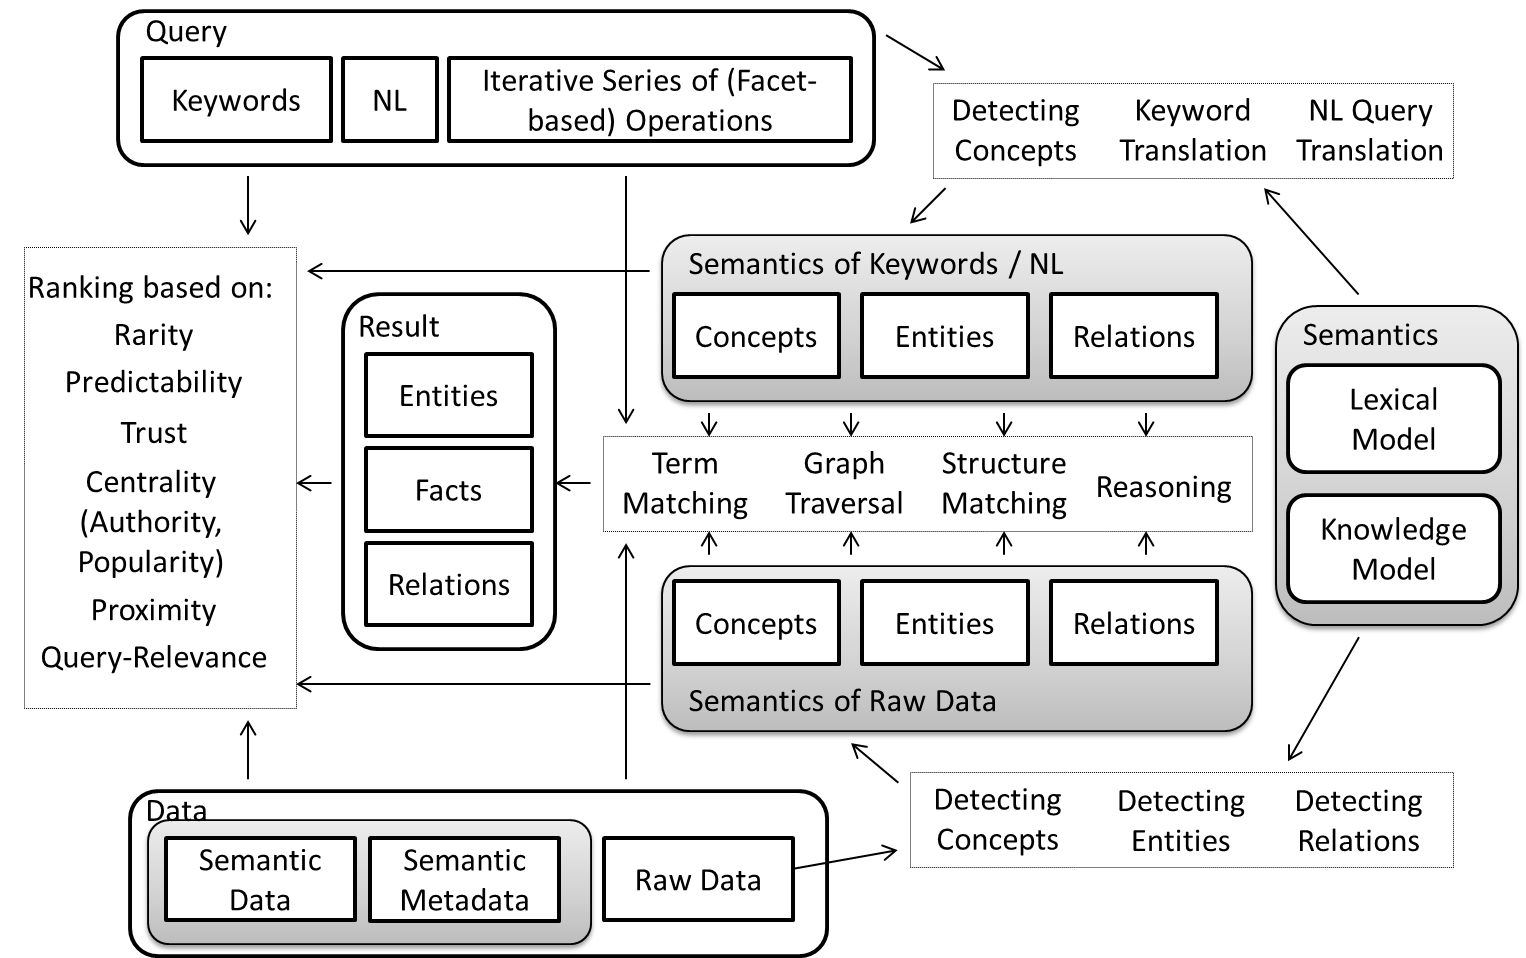 Query
Keywords
NL
Iterative Series of (Facet-
based) Operations
Detecting
Concepts
Keyword
Translation
NL Query
Translation
Ranking based on:
Rarity
Predictability
Trust
Centrality
(Authority,
Popularity)
Proximity
Query-Relevance
Result
Entities
Facts
Relations
Semantics of Keywords / NL
Concepts
Entities
Relations
Term
Matching
Graph
Traversal
Structure
Matching
Reasoning
Concepts
Entities
Relations
Semantics of Raw Data
Semantics
Lexical
Model
Knowledge
Model
Data
Semantic
Data
Semantic
Metadata
Raw Data
Detecting
Concepts
Detecting
Entities
Detecting
Relations